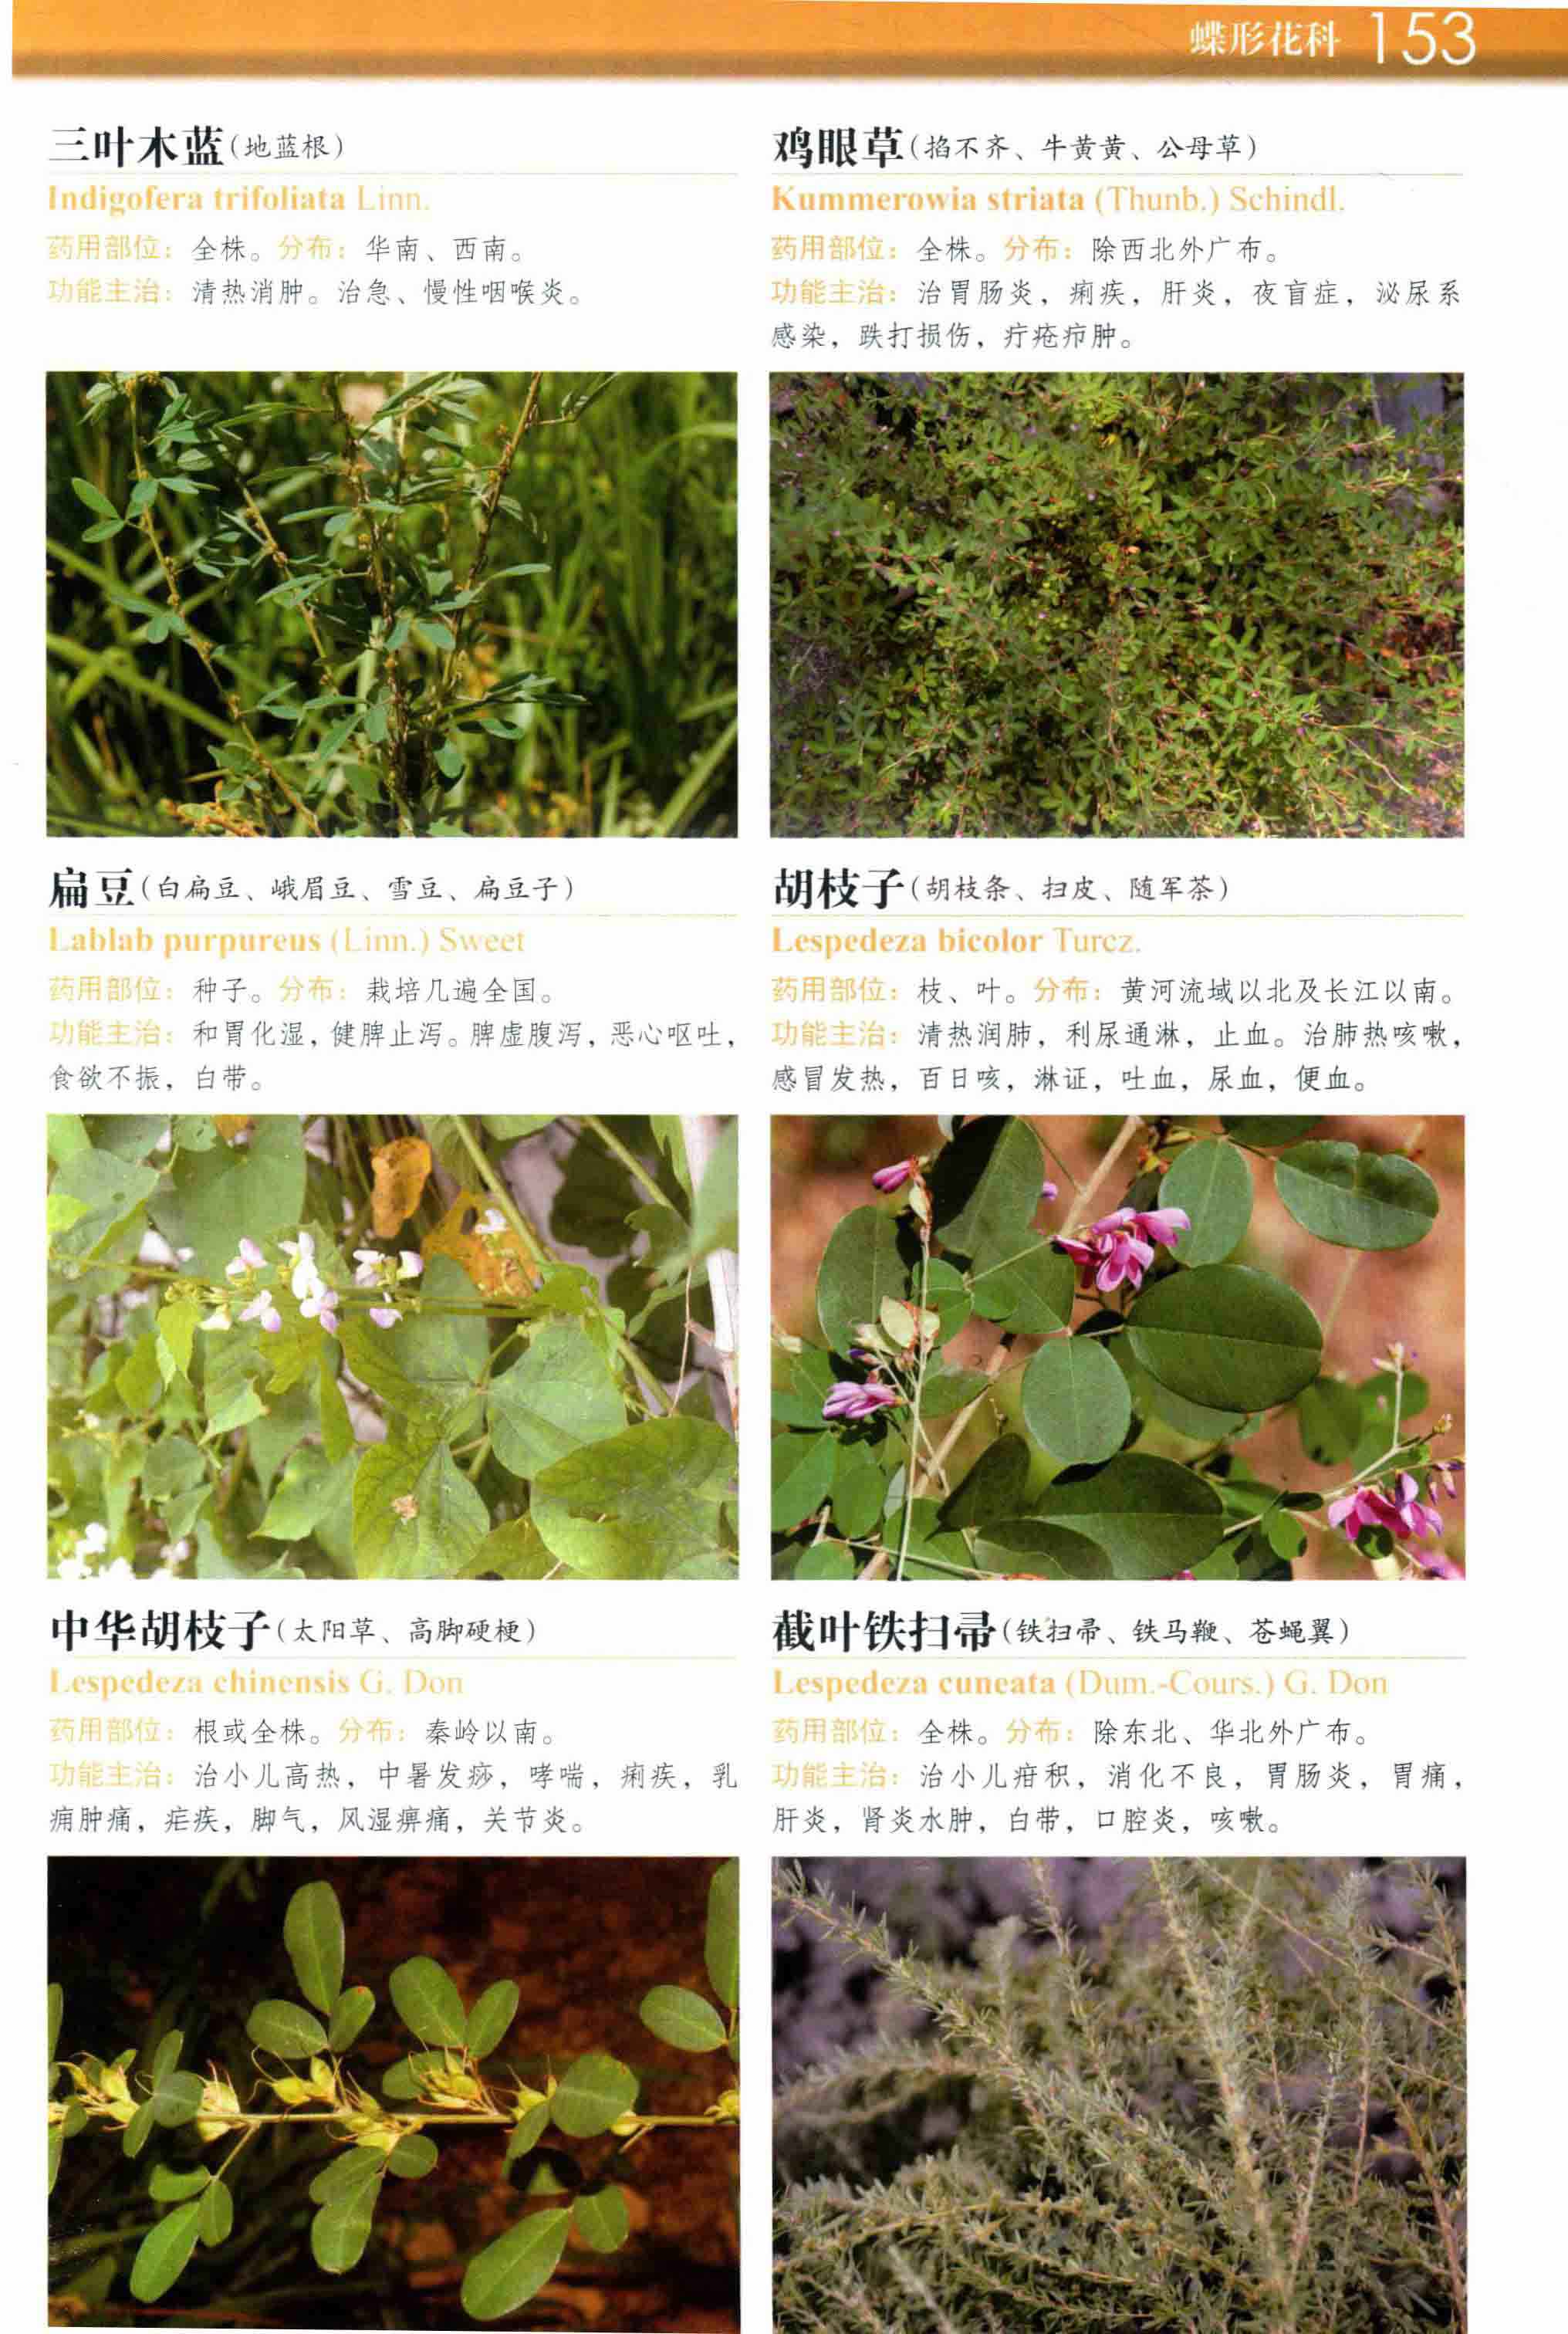 蝶形花科 153
三叶木蓝(地蓝根)
Indigofera trifoliata Linn.
药用部位：全株。分布：华南、西南。
功能主治：清热消肿。治急、慢性咽喉炎。
鸡眼草(掐不齐、牛黄黄、公母草)
Kummerowia striata (Thunb.) Schindl.
药用部位：全株。分布：除西北外广布。
功能主治：治胃肠炎，痢疾，肝炎，夜盲症，泌尿系
感染，跌打损伤，疔疮疖肿。
扁豆(白扁豆、峨眉豆、雪豆、扁豆子)
Lablab purpureus (Linn.) Sweet
药用部位：种子。分布：栽培几遍全国。
功能主治：和胃化湿，健脾止泻。脾虚腹泻，恶心呕吐，
食欲不振，白带。
胡枝子(胡枝条、扫皮、随军茶)
Lespedeza bicolor Turcz.
药用部位：枝、叶。分布：黄河流域以北及长江以南。
功能主治：清热润肺，利尿通淋，止血。治肺热咳嗽，
感冒发热，百日咳，淋证，吐血，尿血，便血。
中华胡枝子(太阳草、高脚硬梗)
Lespedeza chinensis G. Don
药用部位：根或全株。分布：秦岭以南。
功能主治：治小儿高热，中暑发痧，哮喘，痢疾，乳
痈肿痛，疟疾，脚气，风湿痹痛，关节炎。
截叶铁扫帚(铁扫帚、铁马鞭、苍蝇翼)
Lespedeza cuneata (Dum.-Cours.) G. Don
药用部位：全株。分布：除东北、华北外广布。
功能主治：治小儿疳积，消化不良，胃肠炎，胃痛，
肝炎，肾炎水肿，白带，口腔炎，咳嗽。